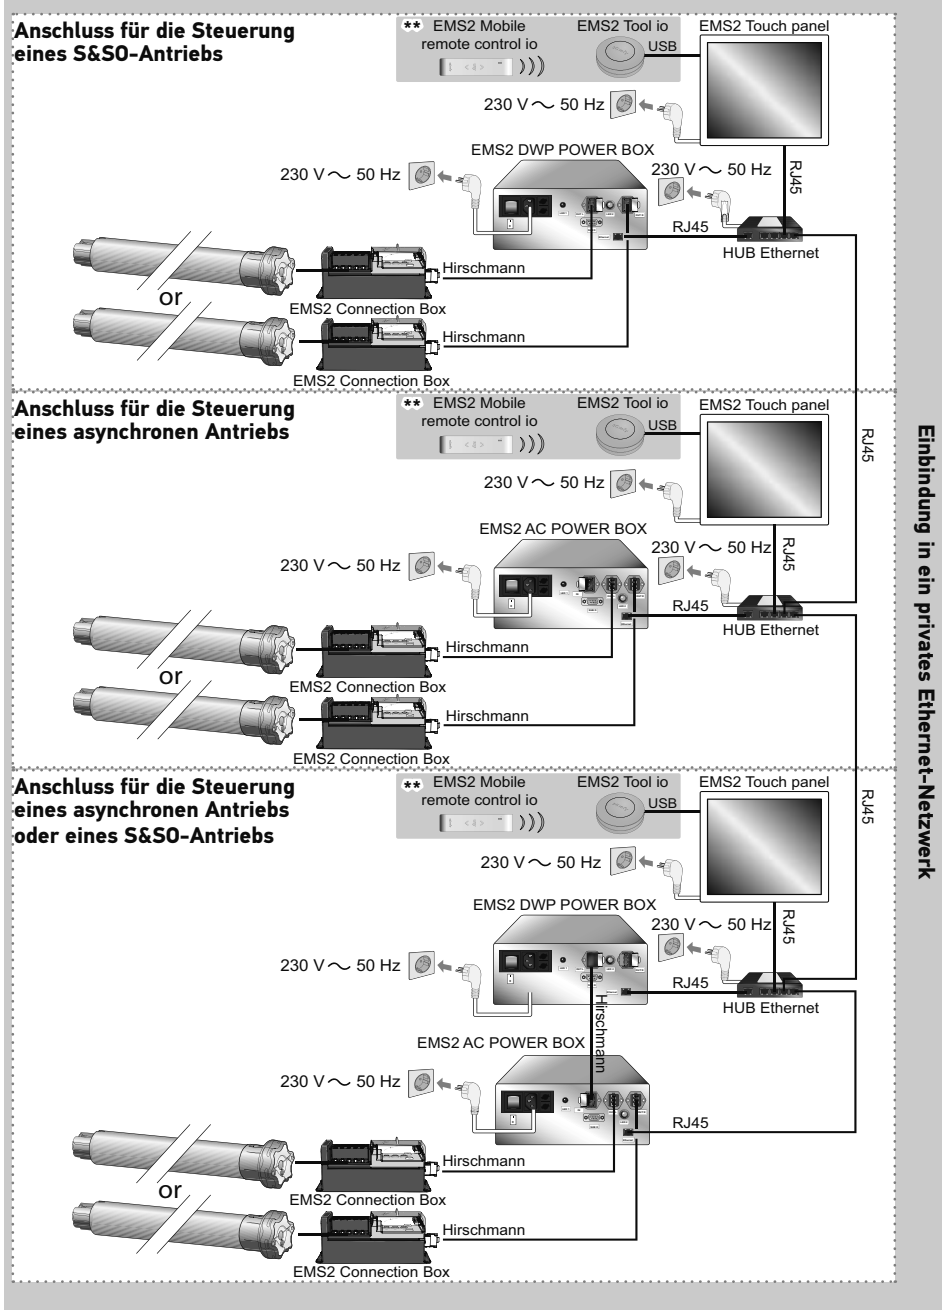 Anschluss für die Steuerung
eines S&SO-Antriebs
** EMS2 Mobile
remote control io
EMS2 Tool io
USB
EMS2 Touch panel
230 V ~ 50 Hz
EMS2 DWP POWER BOX
230 V ~ 50 Hz
230 V ~ 50 Hz
RJ45
RJ45
HUB Ethernet
Hirschmann
EMS2 Connection Box
or
Hirschmann
EMS2 Connection Box
Anschluss für die Steuerung
eines asynchronen Antriebs
** EMS2 Mobile
remote control io
EMS2 Tool io
USB
EMS2 Touch panel
RJ45
230 V ~ 50 Hz
EMS2 AC POWER BOX
230 V ~ 50 Hz
230 V ~ 50 Hz
RJ45
RJ45
HUB Ethernet
Hirschmann
EMS2 Connection Box
or
Hirschmann
EMS2 Connection Box
Anschluss für die Steuerung
eines asynchronen Antriebs
oder eines S&SO-Antriebs
** EMS2 Mobile
remote control io
EMS2 Tool io
USB
EMS2 Touch panel
RJ45
230 V ~ 50 Hz
EMS2 DWP POWER BOX
230 V ~ 50 Hz
230 V ~ 50 Hz
RJ45
RJ45
HUB Ethernet
Hirschmann
EMS2 AC POWER BOX
230 V ~ 50 Hz
RJ45
Hirschmann
EMS2 Connection Box
or
Hirschmann
EMS2 Connection Box
Einbindung in ein privates Ethernet-Netzwerk